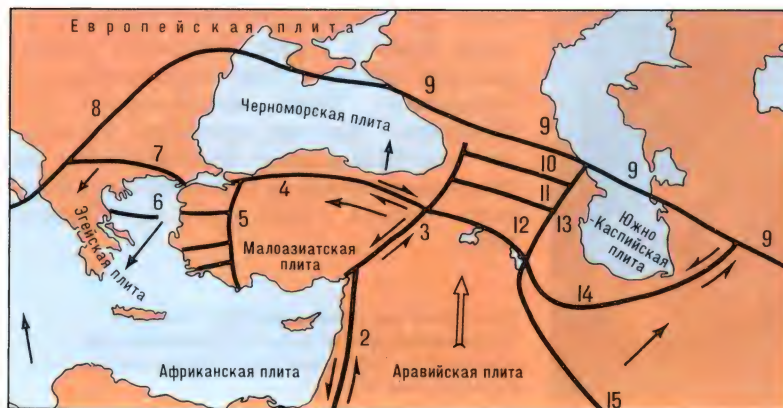 Европейская плита
8
9
Черноморская плита
7
9
9
10
4
11
6
5
3
12
13
Южно
-Каспийская
плита
9
Эгейская плита
Малоазиатская
плита
14
2
Африканская плита
Аравийская плита
15